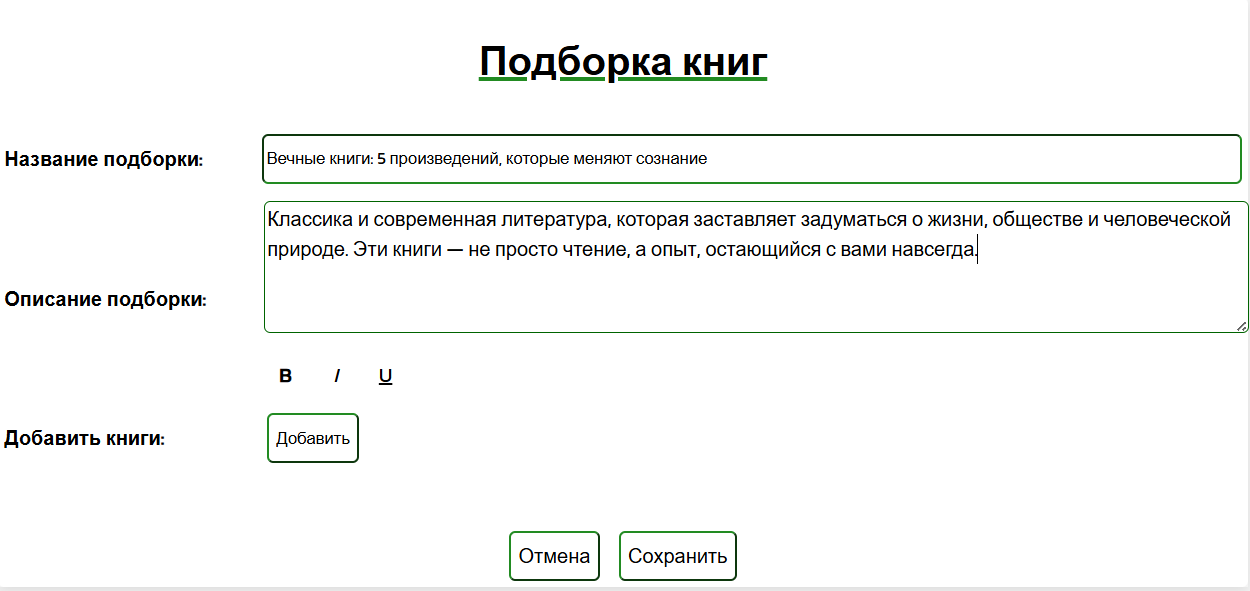 Подборка книг
Название подборки:
Вечные книги: 5 произведений, которые меняют сознание
Классика и современная литература, которая заставляет задуматься о жизни, обществе и человеческой
природе. Эти книги — не просто чтение, а опыт, остающийся с вами навсегда.
Описание подборки:
B I U
Добавить книги:
Добавить
Отмена Сохранить